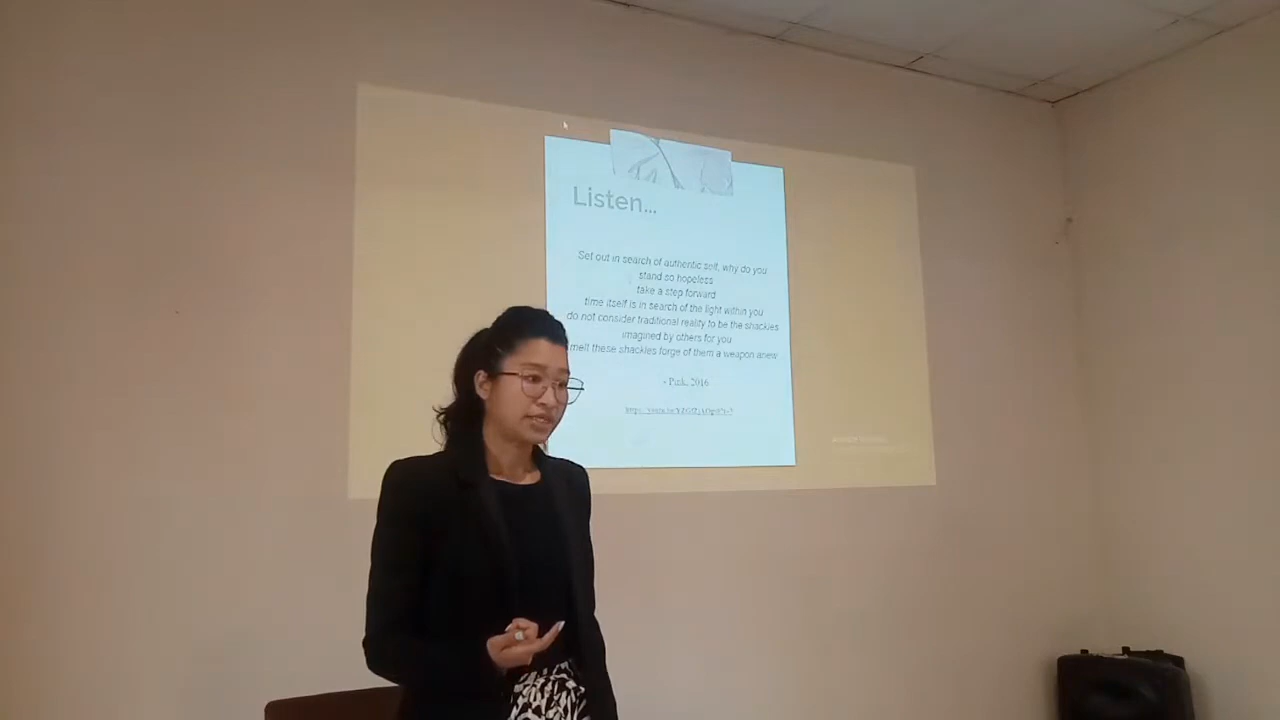 Listen...
Set out in search of authentic self, why do you
stand so hopeless
take a step forward
time itself is in search of the light within you
do not consider traditional reality to be the shackles
imagined by others for you
melt these shackles forge of them a weapon anew
- Pink, 2016